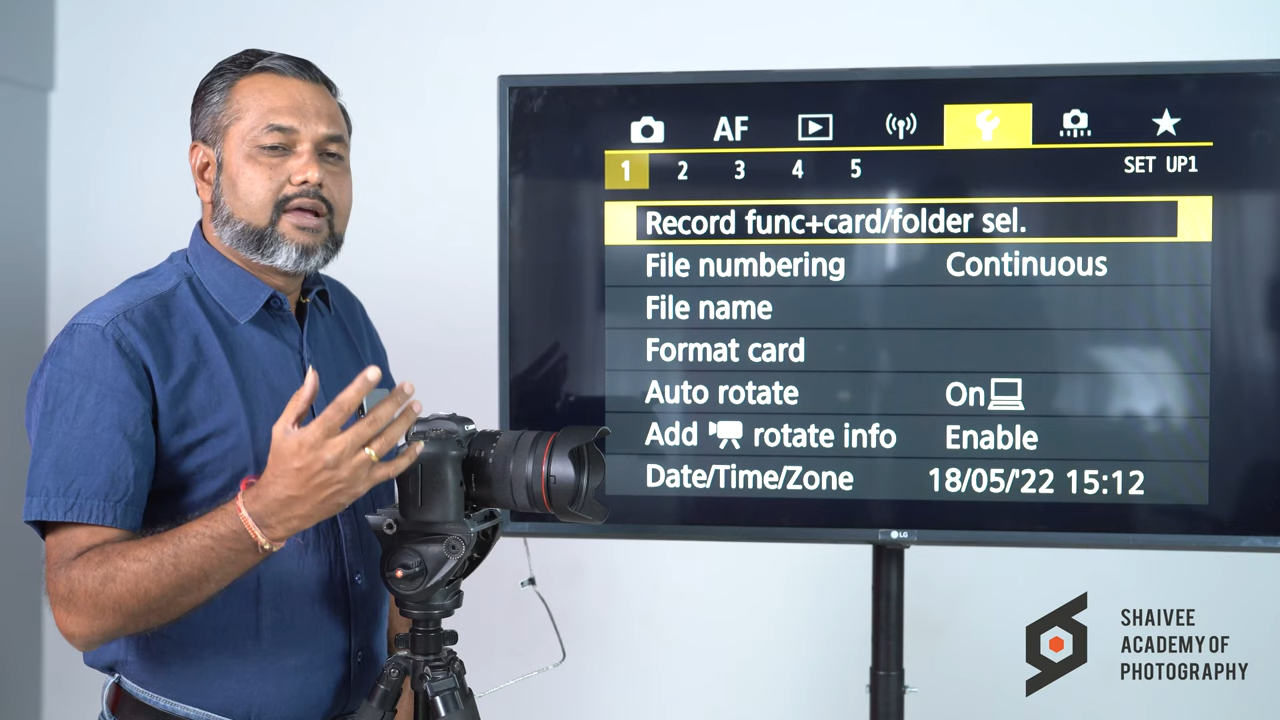 AF
1 2 3 4 5 SET UP1
Record func+card/folder sel.
File numbering Continuous
File name
Format card
Auto rotate On
Add rotate info Enable
Date/Time/Zone 18/05/'22 15:12
Canon
LG
SHAIVEE
ACADEMY OF
PHOTOGRAPHY